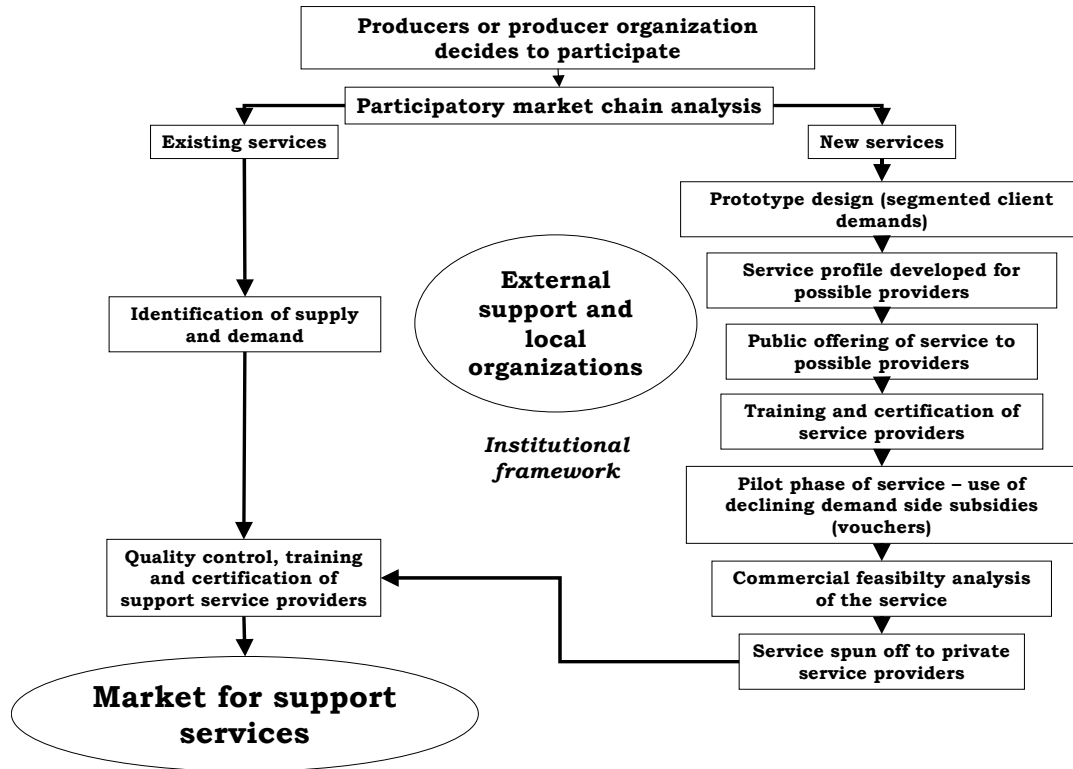 Producers or producer organization
decides to participate
Participatory market chain analysis
Existing services
New services
Prototype design (segmented client
demands)
Service profile developed for
possible providers
External
support and
local
organizations
Identification of supply
and demand
Public offering of service to
possible providers
Training and certification of
service providers
Institutional
framework
Pilot phase of service – use of
declining demand side subsidies
(vouchers)
Quality control, training
and certification of
support service providers
Commercial feasibilty analysis
of the service
Service spun off to private
service providers
Market for support
services